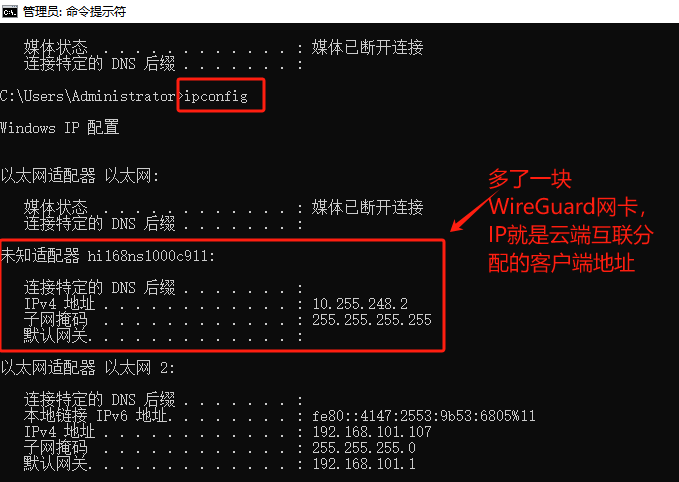 管理员: 命令提示符
媒体状态 . . . . . . . . . . . . : 媒体已断开连接
连接特定的 DNS 后缀 . . . . . . . :
C:\Users\Administrator>ipconfig
Windows IP 配置
以太网适配器 以太网:
媒体状态 . . . . . . . . . . . . : 媒体已断开连接
连接特定的 DNS 后缀 . . . . . . . :
多了一块
WireGuard网卡，
IP就是云端互联分
配的客户端地址
未知适配器 hi168ns1000c911:
连接特定的 DNS 后缀 . . . . . . . :
IPv4 地址 . . . . . . . . . . . . : 10.255.248.2
子网掩码 . . . . . . . . . . . . : 255.255.255.255
默认网关. . . . . . . . . . . . . :
以太网适配器 以太网 2:
连接特定的 DNS 后缀 . . . . . . . :
本地链接 IPv6 地址. . . . . . . . : fe80::4147:2553:9b53:6805%11
IPv4 地址 . . . . . . . . . . . . : 192.168.101.107
子网掩码 . . . . . . . . . . . . : 255.255.255.0
默认网关. . . . . . . . . . . . . : 192.168.101.1